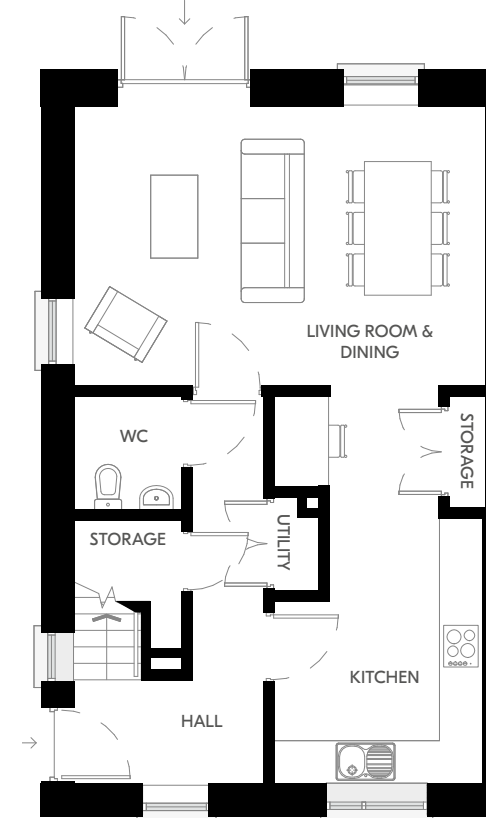 LIVING ROOM &
DINING
WC
STORAGE
STORAGE
UTILITY
KITCHEN
HALL